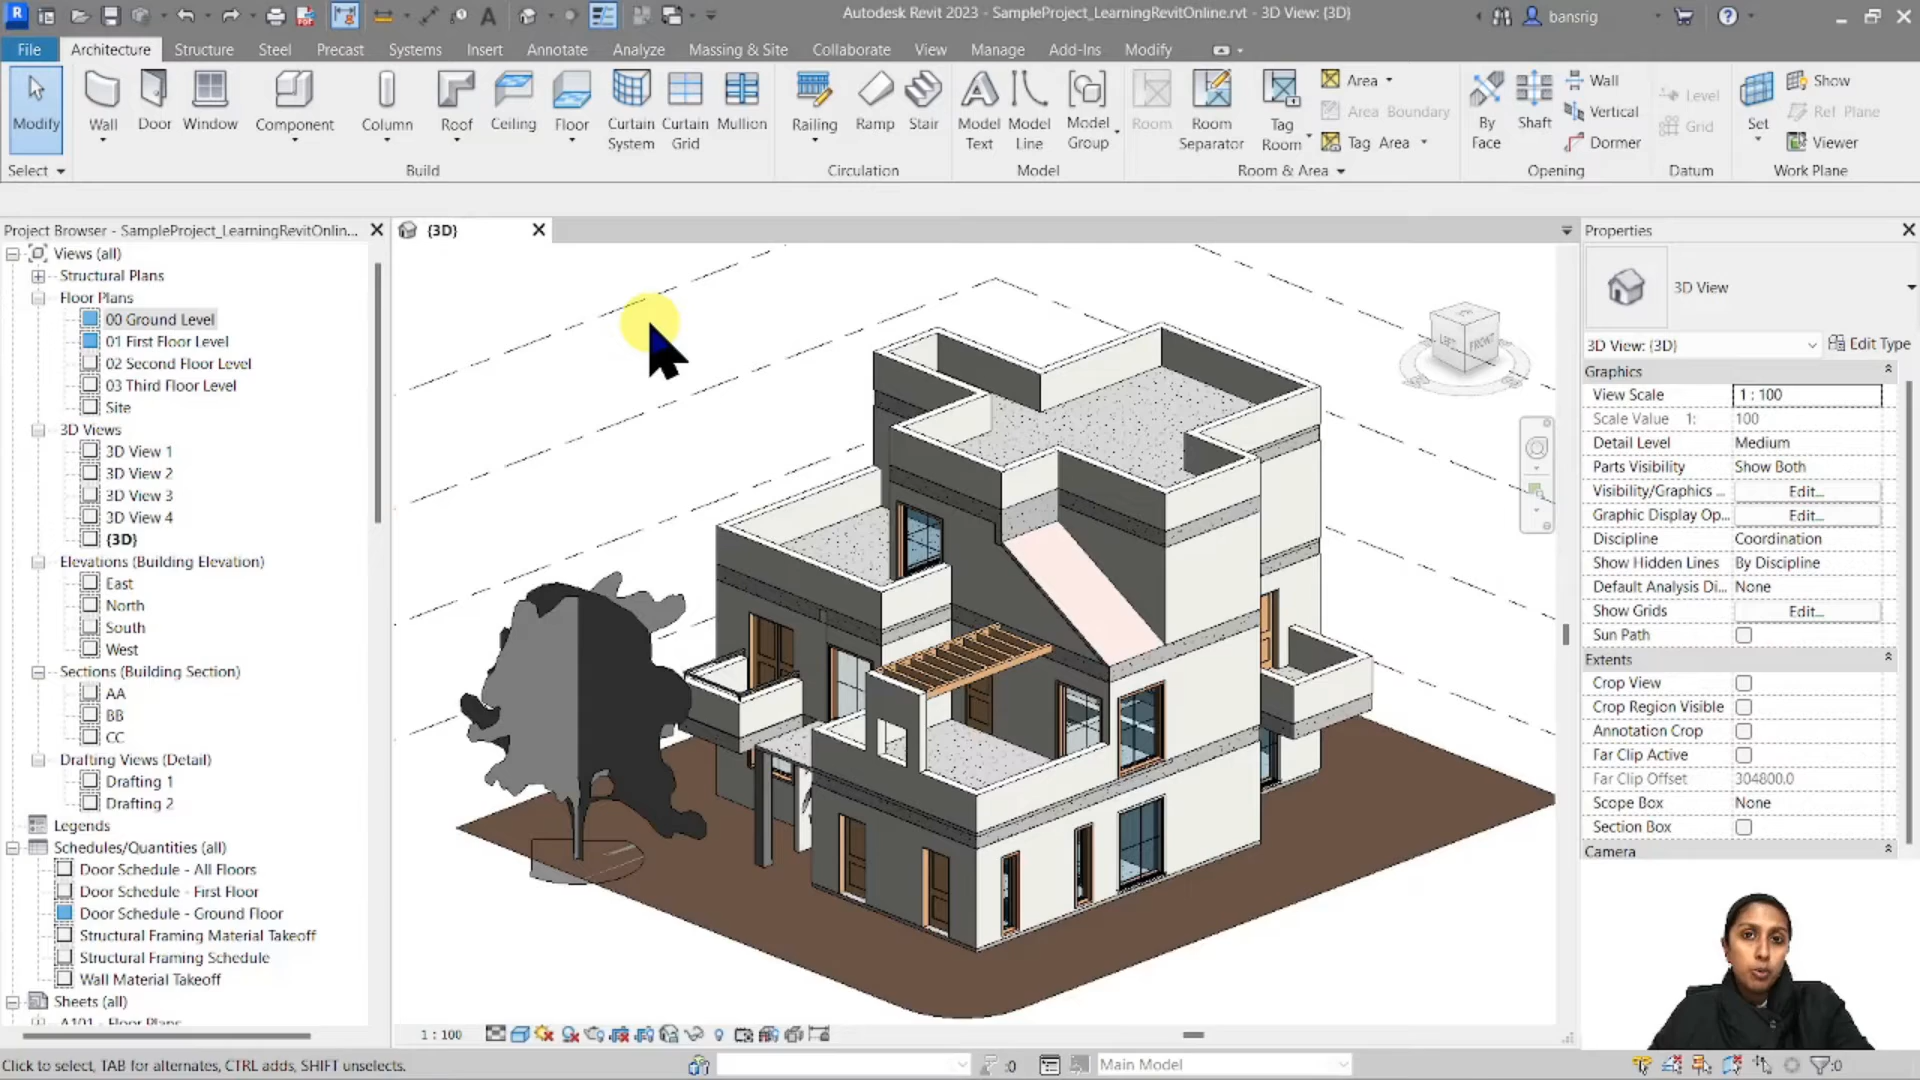 Autodesk Revit 2023 - SampleProject_LearningRevitOnline.rvt - 3D View: {3D}
bansrig
File Architecture Structure Steel Precast Systems Insert Annotate Analyze Massing & Site Collaborate View Manage Add-Ins Modify
Modify
Wall
Door
Window
Component
Column
Roof
Ceiling
Floor
Curtain System
Curtain Grid
Mullion
Railing
Ramp
Stair
Model Text
Model Line
Model Group
Room
Room Separator
Tag Room
Area
Area Boundary
Tag Area
By Face
Shaft
Wall
Vertical
Dormer
Level
Grid
Set
Show
Ref Plane
Viewer
Select
Build
Circulation
Model
Room & Area
Opening
Datum
Work Plane
Project Browser - SampleProject_LearningRevitOnlin...
Views (all)
Structural Plans
Floor Plans
00 Ground Level
01 First Floor Level
02 Second Floor Level
03 Third Floor Level
Site
3D Views
3D View 1
3D View 2
3D View 3
3D View 4
{3D}
Elevations (Building Elevation)
East
North
South
West
Sections (Building Section)
AA
BB
CC
Drafting Views (Detail)
Drafting 1
Drafting 2
Legends
Schedules/Quantities (all)
Door Schedule - All Floors
Door Schedule - First Floor
Door Schedule - Ground Floor
Structural Framing Material Takeoff
Structural Framing Schedule
Wall Material Takeoff
Sheets (all)
A101 - Floor Plans
{3D}
LEFT
FRONT
Properties
3D View
3D View: {3D} Edit Type
Graphics
View Scale 1 : 100
Scale Value 1: 100
Detail Level Medium
Parts Visibility Show Both
Visibility/Graphics ... Edit...
Graphic Display Op... Edit...
Discipline Coordination
Show Hidden Lines By Discipline
Default Analysis Di... None
Show Grids Edit...
Sun Path
Extents
Crop View
Crop Region Visible
Annotation Crop
Far Clip Active
Far Clip Offset 304800.0
Scope Box None
Section Box
Camera
1 : 100
Click to select, TAB for alternates, CTRL adds, SHIFT unselects.
:0
Main Model
:0